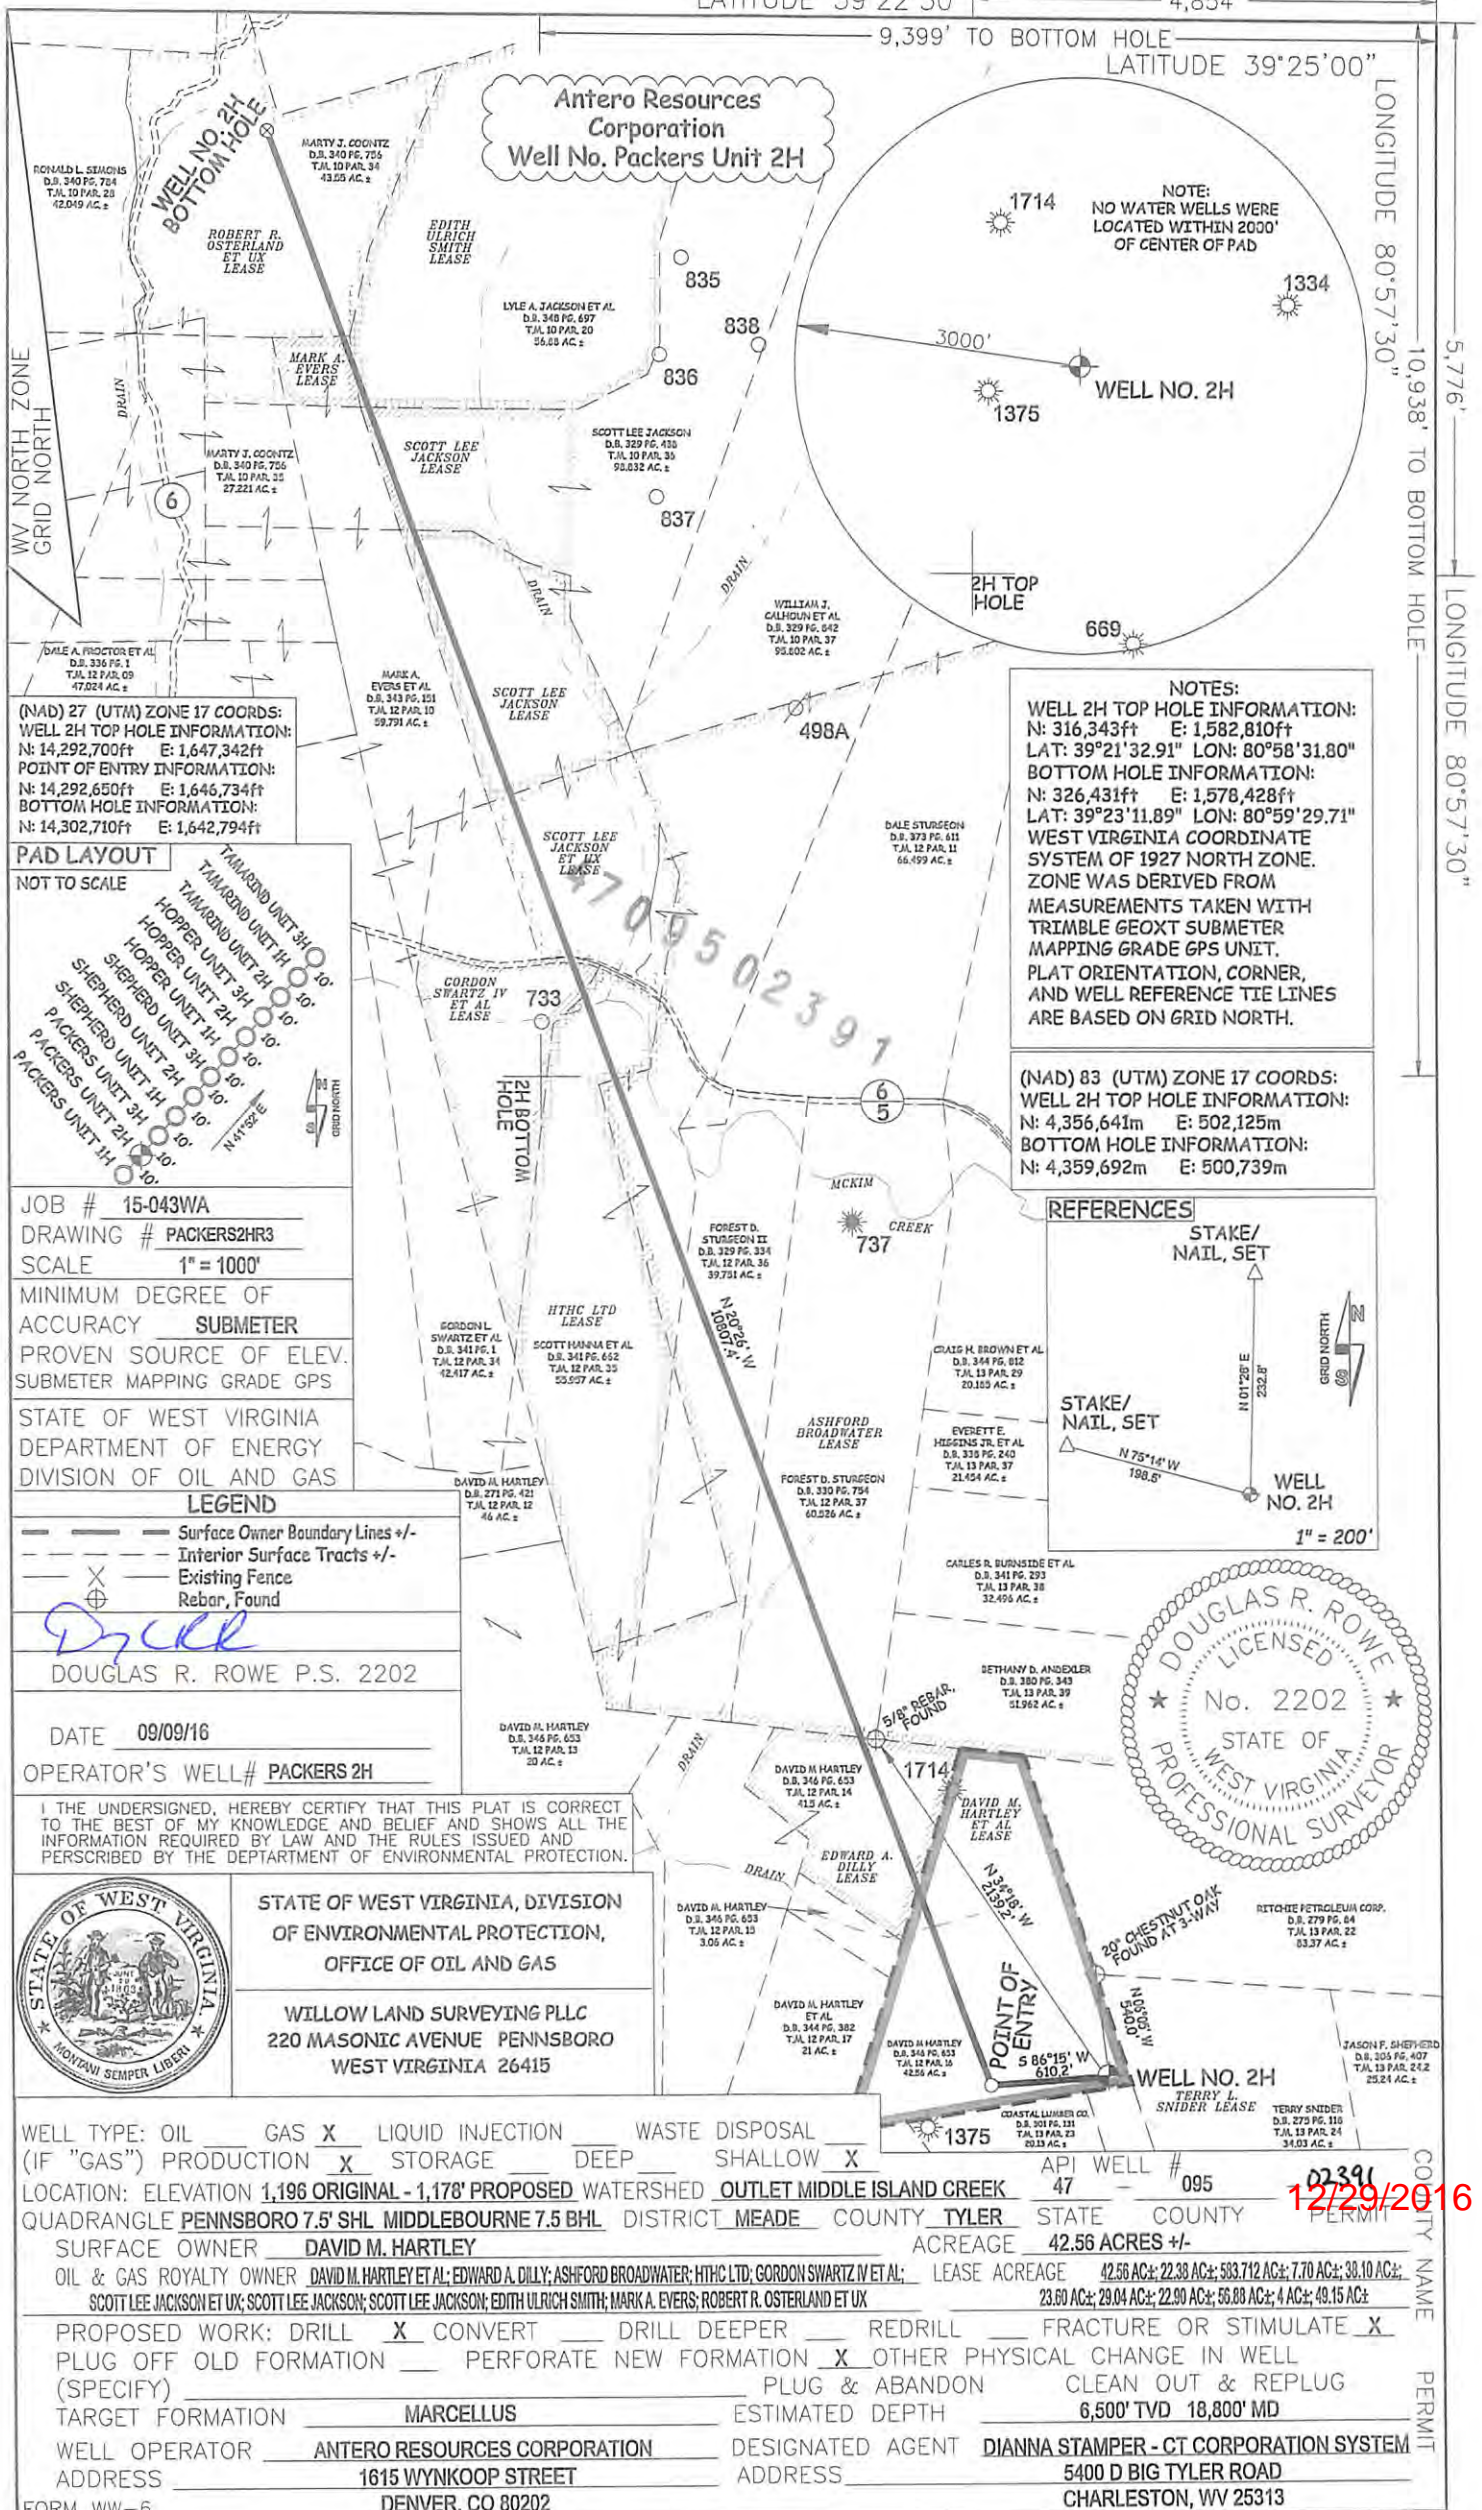 LATITUDE 39°22'30"
4,854'
9,399' TO BOTTOM HOLE
LATITUDE 39°25'00"
LONGITUDE 80°57'30"
10,938' TO BOTTOM HOLE
5,776'
LONGITUDE 80°57'30"
Antero Resources
Corporation
Well No. Packers Unit 2H
WELL NO. 2H
BOTTOM HOLE
RONALD L. SIMONS
D.B. 340 PG. 784
T.M. 10 PAR. 28
42.049 AC.±
MARTY J. COONTZ
D.B. 340 PG. 756
T.M. 10 PAR. 34
43.55 AC.±
ROBERT R.
OSTERLAND
ET UX
LEASE
EDITH
ULRICH
SMITH
LEASE
LYLE A. JACKSON ET AL
D.B. 348 PG. 697
T.M. 10 PAR. 20
56.88 AC.±
835
838
836
837
1714
NOTE:
NO WATER WELLS WERE
LOCATED WITHIN 2000'
OF CENTER OF PAD
1334
3000'
WELL NO. 2H
1375
2H TOP
HOLE
669
WV NORTH ZONE
GRID NORTH
DRAIN
MARK A.
EVERS
LEASE
MARTY J. COONTZ
D.B. 340 PG. 756
T.M. 10 PAR. 35
27.221 AC.±
6
SCOTT LEE
JACKSON
LEASE
SCOTT LEE JACKSON
D.B. 329 PG. 438
T.M. 10 PAR. 36
98.832 AC.±
DRAIN
DRAIN
WILLIAM J.
CALHOUN ET AL
D.B. 329 PG. 642
T.M. 10 PAR. 37
95.802 AC.±
DALE A. PROCTOR ET AL
D.B. 336 PG. 1
T.M. 12 PAR. 09
47.024 AC.±
MARK A.
EVERS ET AL
D.B. 343 PG. 151
T.M. 12 PAR. 10
59.791 AC.±
SCOTT LEE
JACKSON
LEASE
498A
(NAD) 27 (UTM) ZONE 17 COORDS:
WELL 2H TOP HOLE INFORMATION:
N: 14,292,700ft E: 1,647,342ft
POINT OF ENTRY INFORMATION:
N: 14,292,650ft E: 1,646,734ft
BOTTOM HOLE INFORMATION:
N: 14,302,710ft E: 1,642,794ft
NOTES:
WELL 2H TOP HOLE INFORMATION:
N: 316,343ft E: 1,582,810ft
LAT: 39°21'32.91" LON: 80°58'31.80"
BOTTOM HOLE INFORMATION:
N: 326,431ft E: 1,578,428ft
LAT: 39°23'11.89" LON: 80°59'29.71"
WEST VIRGINIA COORDINATE
SYSTEM OF 1927 NORTH ZONE.
ZONE WAS DERIVED FROM
MEASUREMENTS TAKEN WITH
TRIMBLE GEOXT SUBMETER
MAPPING GRADE GPS UNIT.
PLAT ORIENTATION, CORNER,
AND WELL REFERENCE TIE LINES
ARE BASED ON GRID NORTH.
SCOTT LEE
JACKSON
ET UX
LEASE
DALE STURGEON
D.B. 373 PG. 611
T.M. 12 PAR. 11
66.499 AC.±
4709502391
PAD LAYOUT
NOT TO SCALE
TAMARIND UNIT 3H
TAMARIND UNIT 1H
TAMARIND UNIT 2H
HOPPER UNIT 3H
HOPPER UNIT 2H
HOPPER UNIT 1H
SHEPHERD UNIT 3H
SHEPHERD UNIT 2H
SHEPHERD UNIT 1H
PACKERS UNIT 3H
PACKERS UNIT 2H
PACKERS UNIT 1H
10'
10'
10'
10'
10'
10'
10'
10'
10'
10'
10'
N 41°52' E
N
S
GRID NORTH
GORDON
SWARTZ IV
ET AL
LEASE
733
2H BOTTOM
HOLE
6
5
(NAD) 83 (UTM) ZONE 17 COORDS:
WELL 2H TOP HOLE INFORMATION:
N: 4,356,641m E: 502,125m
BOTTOM HOLE INFORMATION:
N: 4,359,692m E: 500,739m
MCKIM
CREEK
737
REFERENCES
STAKE/
NAIL, SET
N 01°28' E
232.8'
GRID NORTH
N
S
STAKE/
NAIL, SET
N 75°14' W
198.6'
WELL
NO. 2H
1" = 200'
JOB # 15-043WA
DRAWING # PACKERS2HR3
SCALE 1" = 1000'
MINIMUM DEGREE OF
ACCURACY SUBMETER
PROVEN SOURCE OF ELEV.
SUBMETER MAPPING GRADE GPS
STATE OF WEST VIRGINIA
DEPARTMENT OF ENERGY
DIVISION OF OIL AND GAS
FOREST D.
STURGEON II
D.B. 329 PG. 334
T.M. 12 PAR. 36
39.751 AC.±
HTHC LTD
LEASE
N 20°26' W
10807.4'
GORDON L
SWARTZ ET AL
D.B. 341 PG. 1
T.M. 12 PAR. 34
42.417 AC.±
SCOTT HANNA ET AL
D.B. 341 PG. 662
T.M. 12 PAR. 35
55.957 AC.±
CRAIG H. BROWN ET AL
D.B. 344 PG. 812
T.M. 13 PAR. 29
20.185 AC.±
ASHFORD
BROADWATER
LEASE
EVERETT E.
HIGGINS JR. ET AL
D.B. 338 PG. 240
T.M. 13 PAR. 37
21.454 AC.±
DAVID M. HARTLEY
D.B. 271 PG. 421
T.M. 12 PAR. 12
46 AC.±
FOREST D. STURGEON
D.B. 330 PG. 754
T.M. 12 PAR. 37
60.526 AC.±
LEGEND
Surface Owner Boundary Lines +/-
Interior Surface Tracts +/-
Existing Fence
Rebar, Found
CARLES R. BURNSIDE ET AL
D.B. 341 PG. 293
T.M. 13 PAR. 38
32.496 AC.±
DOUGLAS R. ROWE P.S. 2202
DATE 09/09/16
OPERATOR'S WELL# PACKERS 2H
DOUGLAS R. ROWE
LICENSED
No. 2202
STATE OF
WEST VIRGINIA
PROFESSIONAL SURVEYOR
BETHANY D. ANDEXLER
D.B. 380 PG. 343
T.M. 13 PAR. 39
51.962 AC.±
5/8" REBAR,
FOUND
DAVID M. HARTLEY
D.B. 346 PG. 653
T.M. 12 PAR. 13
20 AC.±
DRAIN
DAVID M HARTLEY
D.B. 346 PG. 653
T.M. 12 PAR. 14
41.5 AC.±
1714
DAVID M.
HARTLEY
ET AL
LEASE
I THE UNDERSIGNED, HEREBY CERTIFY THAT THIS PLAT IS CORRECT
TO THE BEST OF MY KNOWLEDGE AND BELIEF AND SHOWS ALL THE
INFORMATION REQUIRED BY LAW AND THE RULES ISSUED AND
PERSCRIBED BY THE DEPTARTMENT OF ENVIRONMENTAL PROTECTION.
DRAIN
EDWARD A.
DILLY
LEASE
N 34°18' W
2139.2'
DAVID M. HARTLEY
D.B. 346 PG. 653
T.M. 12 PAR. 15
3.06 AC.±
20" CHESTNUT OAK
FOUND AT 3-WAY
RITCHIE PETROLEUM CORP.
D.B. 279 PG. 64
T.M. 13 PAR. 22
83.37 AC.±
STATE OF WEST VIRGINIA
MONTANI SEMPER LIBERI
STATE OF WEST VIRGINIA, DIVISION
OF ENVIRONMENTAL PROTECTION,
OFFICE OF OIL AND GAS
WILLOW LAND SURVEYING PLLC
220 MASONIC AVENUE PENNSBORO
WEST VIRGINIA 26415
DAVID M. HARTLEY
ET AL
D.B. 344 PG. 382
T.M. 12 PAR. 17
21 AC.±
DAVID M HARTLEY
D.B. 346 PG. 653
T.M. 12 PAR. 16
42.56 AC.±
POINT OF
ENTRY
S 86°15' W
610.2'
N 05°05' W
540.0'
WELL NO. 2H
TERRY L.
SNIDER LEASE
JASON F. SHEPHERD
D.B. 305 PG. 407
T.M. 13 PAR. 24.2
25.24 AC.±
1375
COASTAL LUMBER CO.
D.B. 301 PG. 131
T.M. 13 PAR. 23
20.13 AC.±
TERRY SNIDER
D.B. 275 PG. 116
T.M. 13 PAR. 24
34.03 AC.±
WELL TYPE: OIL ___ GAS X LIQUID INJECTION ___ WASTE DISPOSAL ___
(IF "GAS") PRODUCTION X STORAGE ___ DEEP ___ SHALLOW X
API WELL #
47 - 095 02391
STATE COUNTY PERMIT
12/29/2016
LOCATION: ELEVATION 1,196 ORIGINAL - 1,178' PROPOSED WATERSHED OUTLET MIDDLE ISLAND CREEK
QUADRANGLE PENNSBORO 7.5' SHL MIDDLEBOURNE 7.5 BHL DISTRICT MEADE COUNTY TYLER
SURFACE OWNER DAVID M. HARTLEY ACREAGE 42.56 ACRES +/-
OIL & GAS ROYALTY OWNER DAVID M. HARTLEY ET AL; EDWARD A. DILLY; ASHFORD BROADWATER; HTHC LTD; GORDON SWARTZ IV ET AL; LEASE ACREAGE 42.56 AC±; 22.38 AC±; 583.712 AC±; 7.70 AC±; 38.10 AC±;
SCOTT LEE JACKSON ET UX; SCOTT LEE JACKSON; SCOTT LEE JACKSON; EDITH ULRICH SMITH; MARK A. EVERS; ROBERT R. OSTERLAND ET UX 23.60 AC±; 29.04 AC±; 22.90 AC±; 56.88 AC±; 4 AC±; 49.15 AC±
PROPOSED WORK: DRILL X CONVERT ___ DRILL DEEPER ___ REDRILL ___ FRACTURE OR STIMULATE X
PLUG OFF OLD FORMATION ___ PERFORATE NEW FORMATION X OTHER PHYSICAL CHANGE IN WELL
(SPECIFY) ___ PLUG & ABANDON CLEAN OUT & REPLUG
TARGET FORMATION MARCELLUS ESTIMATED DEPTH 6,500' TVD 18,800' MD
WELL OPERATOR ANTERO RESOURCES CORPORATION DESIGNATED AGENT DIANNA STAMPER - CT CORPORATION SYSTEM
ADDRESS 1615 WYNKOOP STREET ADDRESS 5400 D BIG TYLER ROAD
FORM WW-6 DENVER, CO 80202 CHARLESTON, WV 25313
COUNTY NAME
PERMIT